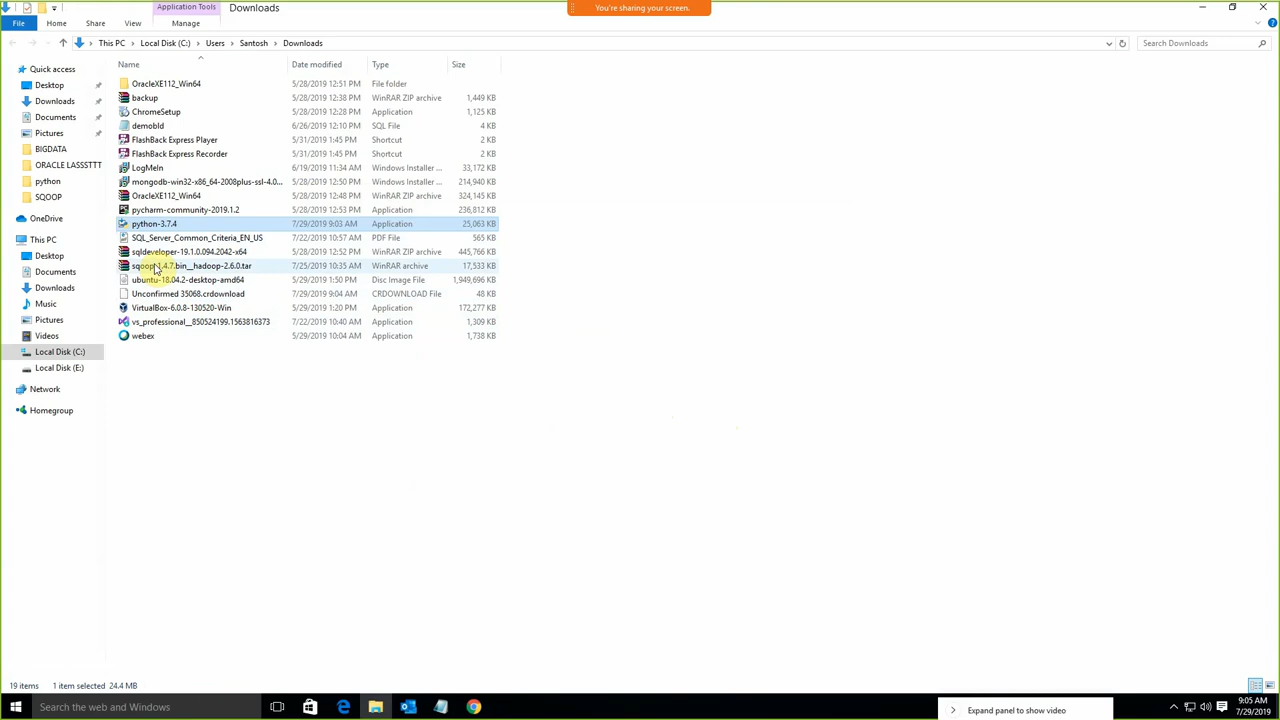 Application Tools Downloads
You're sharing your screen.
File Home Share View Manage
This PC Local Disk (C:) Users Santosh Downloads Search Downloads
Name Date modified Type Size
OracleXE112_Win64 5/28/2019 12:51 PM File folder
backup 5/28/2019 12:38 PM WinRAR ZIP archive 1,449 KB
ChromeSetup 5/28/2019 12:28 PM Application 1,125 KB
demobld 6/26/2019 12:10 PM SQL File 4 KB
FlashBack Express Player 5/31/2019 1:45 PM Shortcut 2 KB
FlashBack Express Recorder 5/31/2019 1:45 PM Shortcut 2 KB
LogMeIn 6/19/2019 11:34 AM Windows Installer ... 33,172 KB
mongodb-win32-x86_64-2008plus-ssl-4.0... 5/28/2019 12:50 PM Windows Installer ... 214,940 KB
OracleXE112_Win64 5/28/2019 12:48 PM WinRAR ZIP archive 324,145 KB
pycharm-community-2019.1.2 5/28/2019 12:53 PM Application 236,812 KB
python-3.7.4 7/29/2019 9:03 AM Application 25,063 KB
SQL_Server_Common_Criteria_EN_US 7/22/2019 10:57 AM PDF File 565 KB
sqldeveloper-19.1.0.094.2042-x64 5/28/2019 12:52 PM WinRAR ZIP archive 445,766 KB
sqoop-1.4.7.bin__hadoop-2.6.0.tar 7/25/2019 10:35 AM WinRAR archive 17,533 KB
ubuntu-18.04.2-desktop-amd64 5/29/2019 1:50 PM Disc Image File 1,949,696 KB
Unconfirmed 35068.crdownload 7/29/2019 9:04 AM CRDOWNLOAD File 48 KB
VirtualBox-6.0.8-130520-Win 5/29/2019 1:20 PM Application 172,277 KB
vs_professional__850524199.1563816373 7/22/2019 10:40 AM Application 1,309 KB
webex 5/29/2019 10:04 AM Application 1,738 KB
Quick access
Desktop
Downloads
Documents
Pictures
BIGDATA
ORACLE LASSSTTT
python
SQOOP
OneDrive
This PC
Desktop
Documents
Downloads
Music
Pictures
Videos
Local Disk (C:)
Local Disk (E:)
Network
Homegroup
19 items 1 item selected 24.4 MB
Search the web and Windows
Expand panel to show video
9:05 AM
7/29/2019